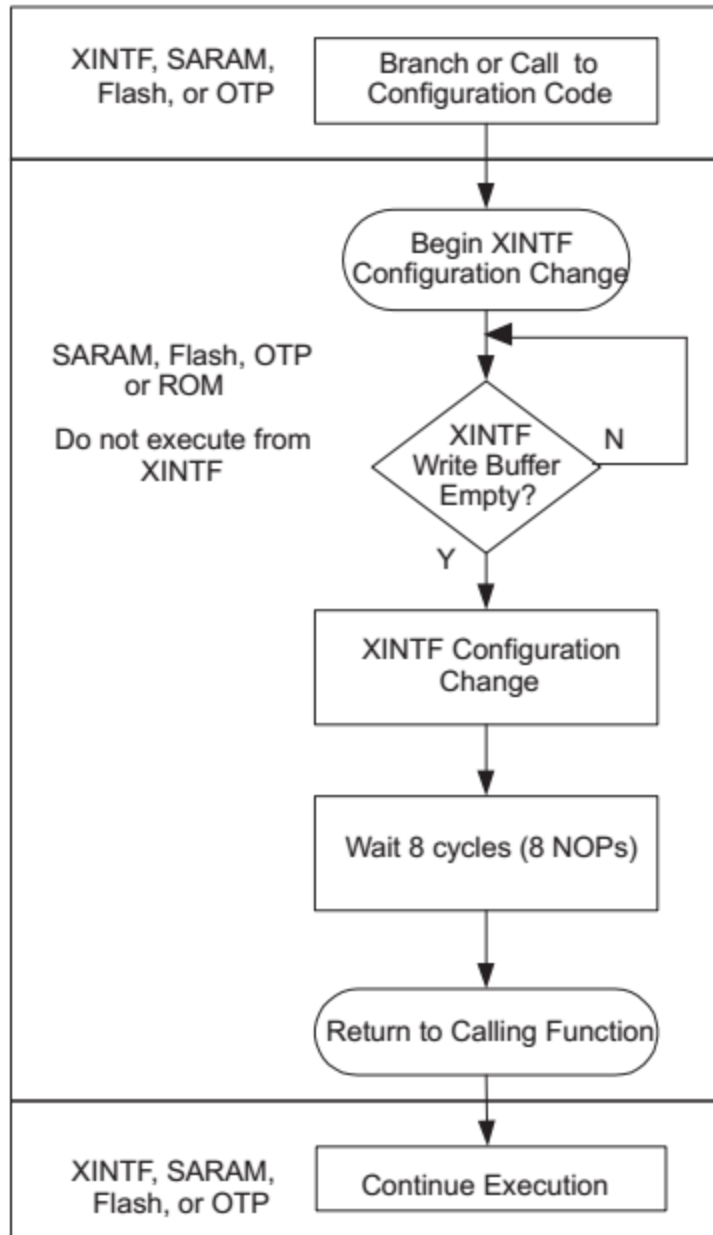 XINTF, SARAM,
Flash, or OTP
Branch or Call to
Configuration Code
Begin XINTF
Configuration Change
SARAM, Flash, OTP
or ROM
Do not execute from
XINTF
XINTF
Write Buffer
Empty?
N
Y
XINTF Configuration
Change
Wait 8 cycles (8 NOPs)
Return to Calling Function
XINTF, SARAM,
Flash, or OTP
Continue Execution